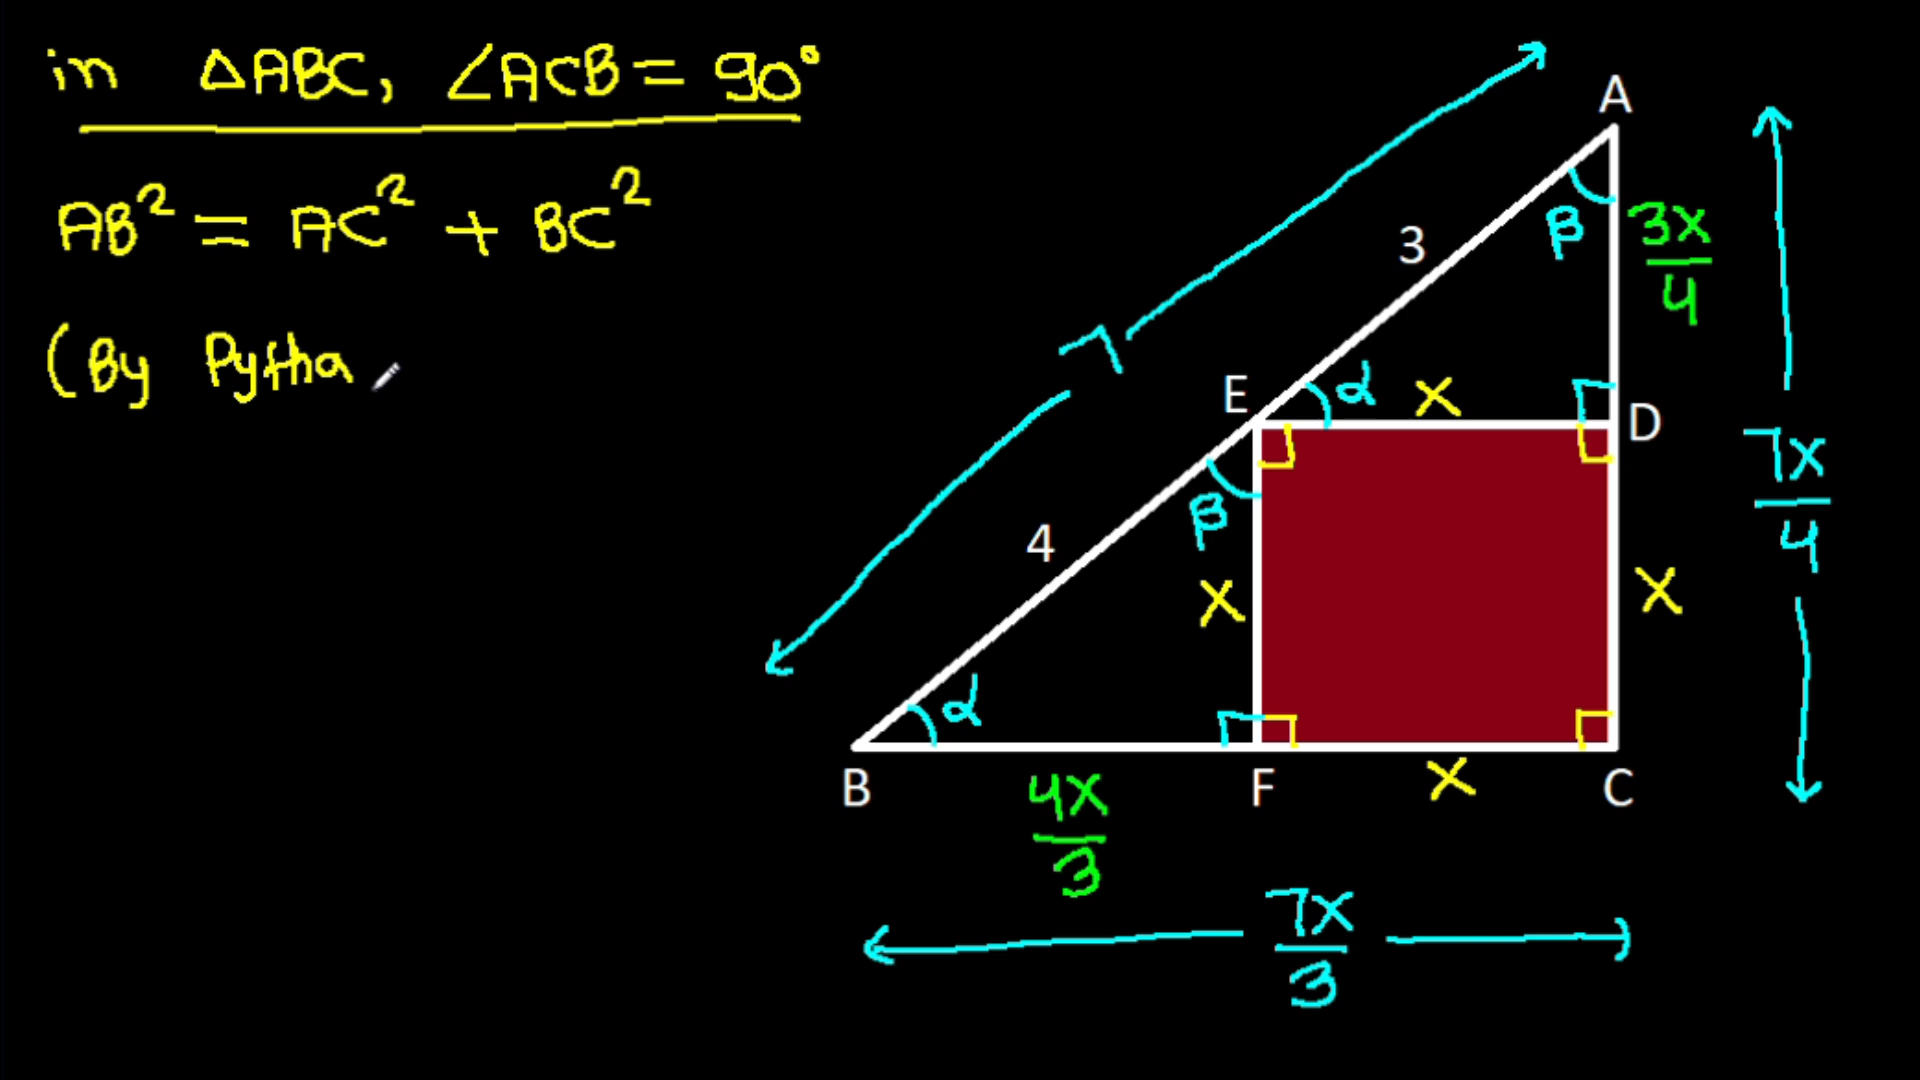 in △ABC, ∠ACB = 90°
AB² = AC² + BC²
(By Pytha
A
β
3x/4
3
7
E
α
x
D
7x/4
β
4
x
x
α
B
F
x
C
4x/3
7x/3